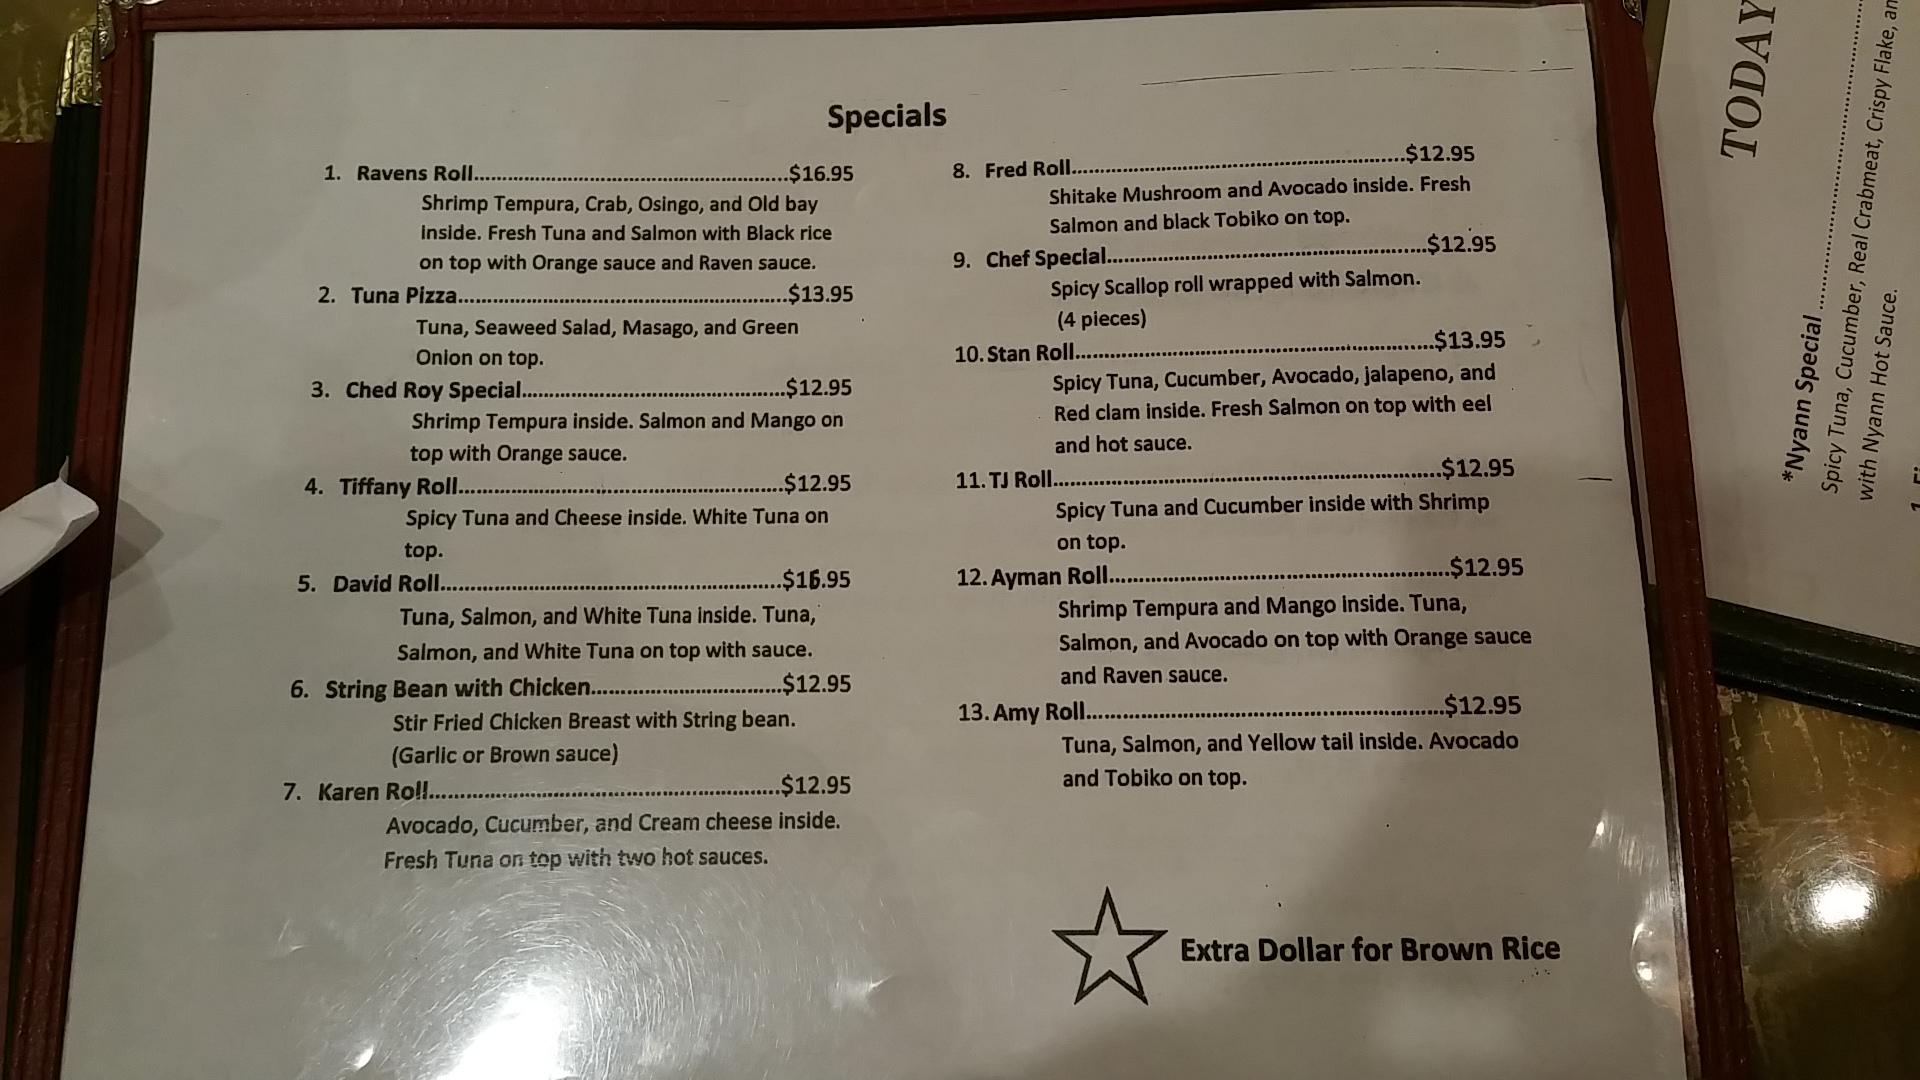 Specials
1. Ravens Roll................................................$16.95
Shrimp Tempura, Crab, Osingo, and Old bay
inside. Fresh Tuna and Salmon with Black rice
on top with Orange sauce and Raven sauce.
2. Tuna Pizza..................................................$13.95
Tuna, Seaweed Salad, Masago, and Green
Onion on top.
3. Ched Roy Special........................................$12.95
Shrimp Tempura inside. Salmon and Mango on
top with Orange sauce.
4. Tiffany Roll..................................................$12.95
Spicy Tuna and Cheese inside. White Tuna on
top.
5. David Roll....................................................$16.95
Tuna, Salmon, and White Tuna inside. Tuna,
Salmon, and White Tuna on top with sauce.
6. String Bean with Chicken.............................$12.95
Stir Fried Chicken Breast with String bean.
(Garlic or Brown sauce)
7. Karen Roll.....................................................$12.95
Avocado, Cucumber, and Cream cheese inside.
Fresh Tuna on top with two hot sauces.
8. Fred Roll...................................................$12.95
Shitake Mushroom and Avocado inside. Fresh
Salmon and black Tobiko on top.
9. Chef Special................................................$12.95
Spicy Scallop roll wrapped with Salmon.
(4 pieces)
10. Stan Roll......................................................$13.95
Spicy Tuna, Cucumber, Avocado, jalapeno, and
Red clam inside. Fresh Salmon on top with eel
and hot sauce.
11. TJ Roll..........................................................$12.95
Spicy Tuna and Cucumber inside with Shrimp
on top.
12. Ayman Roll...................................................$12.95
Shrimp Tempura and Mango inside. Tuna,
Salmon, and Avocado on top with Orange sauce
and Raven sauce.
13. Amy Roll......................................................$12.95
Tuna, Salmon, and Yellow tail inside. Avocado
and Tobiko on top.
Extra Dollar for Brown Rice
TODAY
*Nyann Special
Spicy Tuna, Cucumber, Real Crabmeat, Crispy Flake,
with Nyann Hot Sauce.